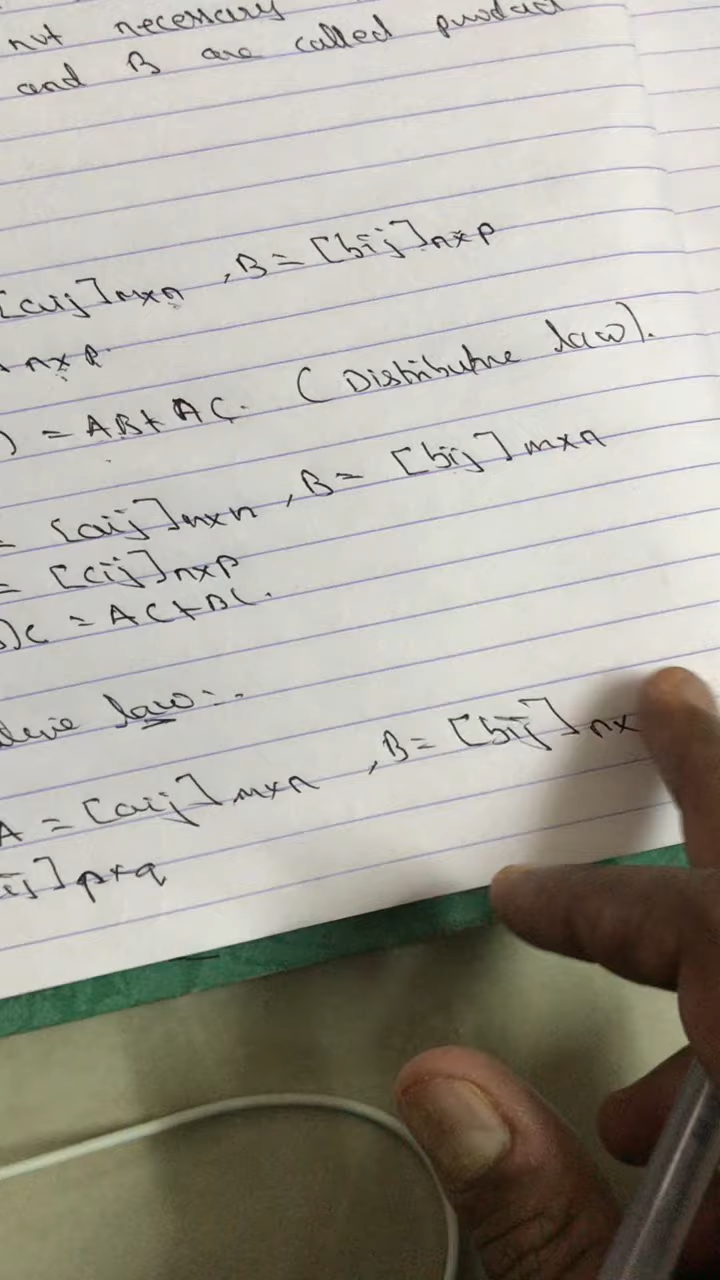 not necessary
and B are called product
[aij]mxn , B = [bij]nxp
nxp.
) = AB + AC. (Distributive law).
= [aij]mxn , B = [bij]mxn
= [cij]nxp
)C = AC + BC.
law :-
A = [aij]mxn , B = [bij]nx
ij]pxq